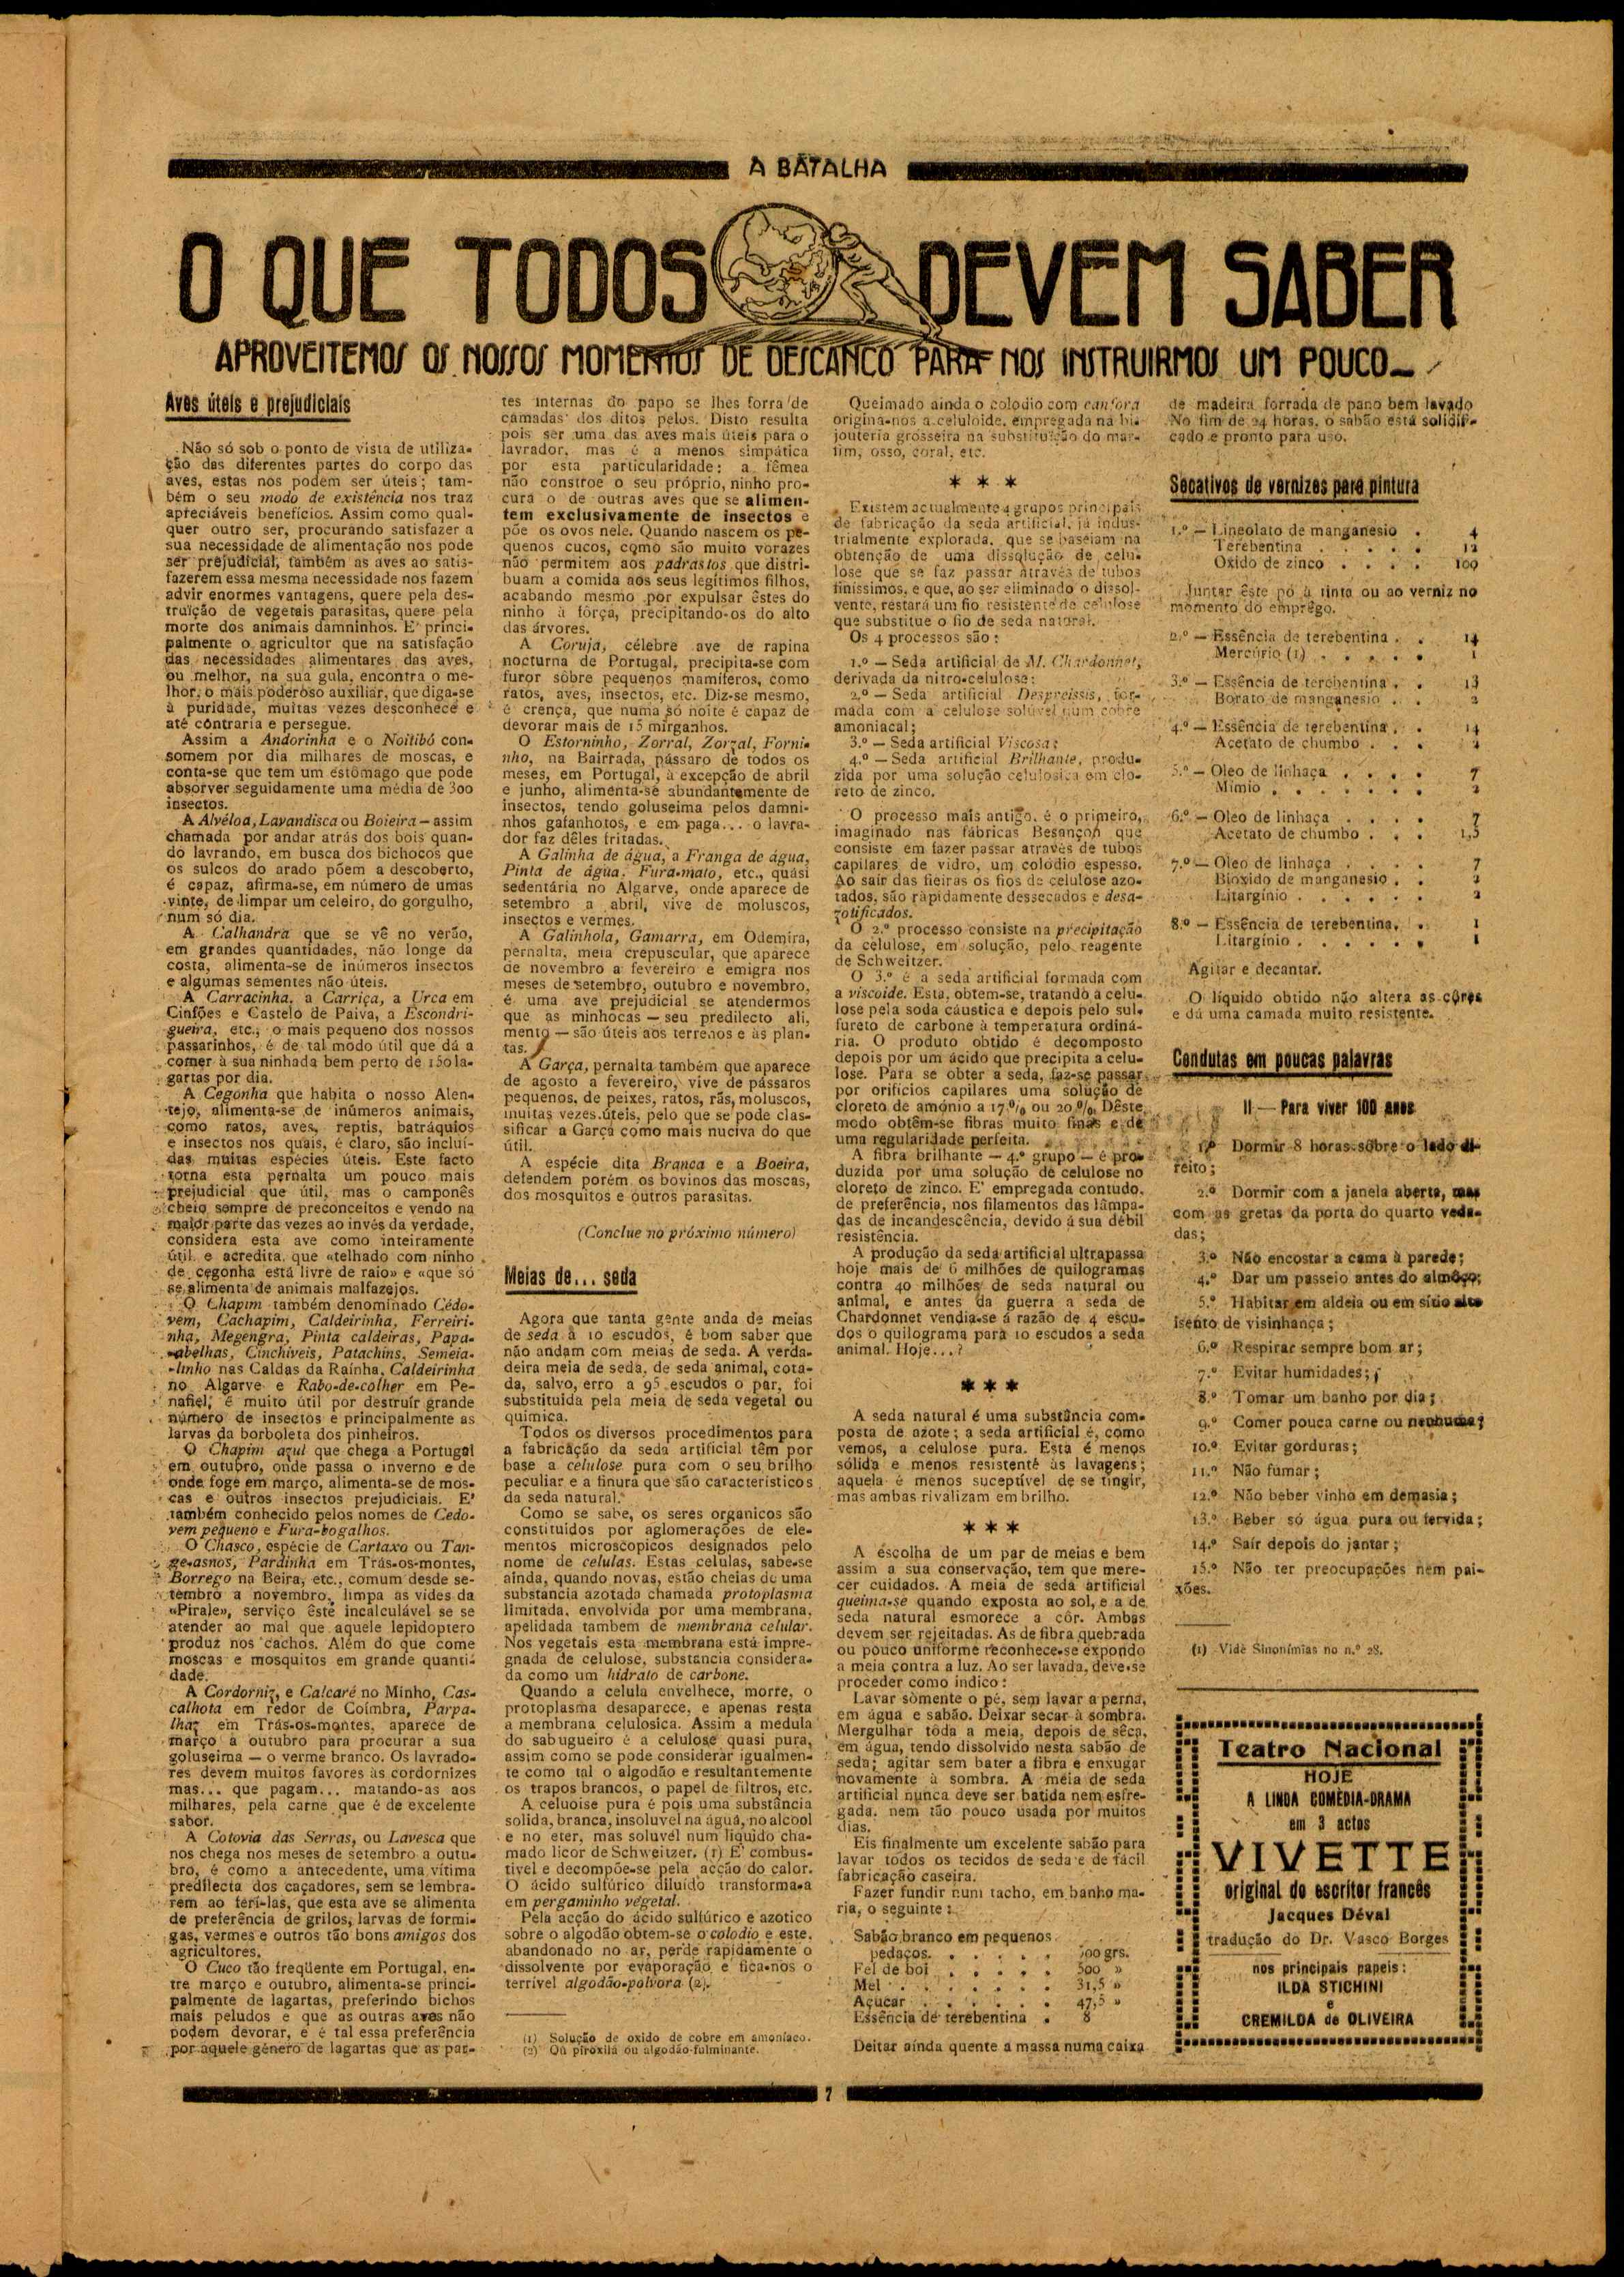 A BATALHA
O QUE TODOS DEVEM SABER
APROVEITEMOS OS NOSSOS MOMENTOS DE DESCANÇO PARA NOS INSTRUIRMOS UM POUCO...
Aves úteis e prejudiciais
Não só sob o ponto de vista de utiliza-
ção das diferentes partes do corpo das
aves, estas nos podem ser úteis; tam-
bém o seu modo de existência nos traz
apreciáveis benefícios. Assim como qual-
quer outro ser, procurando satisfazer a
sua necessidade de alimentação nos pode
ser prejudicial, também as aves ao satis-
fazerem essa mesma necessidade nos fazem
advir enormes vantagens, quere pela des-
truïção de vegetais parasitas, quere pela
morte dos animais damninhos. E' princi-
palmente o agricultor que na satisfação
das necessidades alimentares das aves,
ou melhor, na sua gula, encontra o me-
lhor, o mais poderoso auxiliar, que diga-se
à puridade, muitas vezes desconhece e
até contraria e persegue.
Assim a Andorinha e o Noitibó con-
somem por dia milhares de moscas, e
conta-se que tem um estômago que pode
absorver seguidamente uma média de 300
insectos.
A Alvéloa, Lavandisca ou Boieira — assim
chamada por andar atrás dos bois quan-
do lavrando, em busca dos bichocos que
os sulcos do arado põem a descoberto,
é capaz, afirma-se, em número de umas
vinte, de limpar um celeiro, do gorgulho,
num só dia.
A Calhandra que se vê no verão,
em grandes quantidades, não longe da
costa, alimenta-se de inúmeros insectos
e algumas sementes não úteis.
A Carracinha, a Carriça, a Urca em
Cinfões e Castelo de Paiva, a Escondri-
gueira, etc., o mais pequeno dos nossos
passarinhos, é de tal modo útil que dá a
comer à sua ninhada bem perto de 150 la-
gartas por dia.
A Cegonha que habita o nosso Alen-
tejo, alimenta-se de inúmeros animais,
como ratos, aves, reptis, batráquios
e insectos nos quais, é claro, são incluí-
das muitas espécies úteis. Este facto
torna esta pernalta um pouco mais
prejudicial que útil, mas o camponês
cheio sempre de preconceitos e vendo na
maior parte das vezes ao invés da verdade,
considera esta ave como inteiramente
útil e acredita que «telhado com ninho
de cegonha está livre de raio» e «que só
se alimenta de animais malfazejos.
O Chapim também denominado Cédo-
vem, Cachapim, Caldeirinha, Ferreiri-
nha, Megengra, Pinta caldeiras, Papa-
-abelhas, Cinchiveis, Patachins, Semeia-
-linho nas Caldas da Raínha, Caldeirinha
no Algarve e Rabo-de-colher em Pe-
nafiel, é muito útil por destruír grande
número de insectos e principalmente as
larvas da borboleta dos pinheiros.
O Chapim azul que chega a Portugal
em outubro, onde passa o inverno e de
onde foge em março, alimenta-se de mos-
cas e outros insectos prejudiciais. E'
também conhecido pelos nomes de Cedo-
vem pequeno e Fura-bogalhos.
O Chasco, espécie de Cartaxo ou Tan-
ge-asnos, Pardinha em Trás-os-montes,
Borrego na Beira, etc., comum desde se-
tembro a novembro, limpa as vides da
«Pirale», serviço êste incalculável se se
atender ao mal que aquele lepidoptero
produz nos cachos. Além do que come
moscas e mosquitos em grande quanti-
dade.
A Cordorniz, e Calcaré no Minho, Cas-
calhota em redor de Coímbra, Parpa-
lhaz em Trás-os-montes, aparece de
março a outubro para procurar a sua
goluseima — o verme branco. Os lavrado-
res devem muitos favores às cordornizes
mas... que pagam... matando-as aos
milhares, pela carne que é de excelente
sabor.
A Cotovia das Serras, ou Lavesca que
nos chega nos meses de setembro a outu-
bro, é como a antecedente, uma vítima
predilecta dos caçadores, sem se lembra-
rem ao ferí-las, que esta ave se alimenta
de preferência de grilos, larvas de formi-
gas, vermes e outros tão bons amigos dos
agricultores.
O Cuco tão freqüente em Portugal, en-
tre março e outubro, alimenta-se princi-
palmente de lagartas, preferindo bichos
mais peludos e que as outras aves não
podem devorar, e é tal essa preferência
por aquele género de lagartas que as par-
tes internas do papo se lhes forra de
camadas dos ditos pelos. Disto resulta
pois ser uma das aves mais úteis para o
lavrador, mas é a menos simpática
por esta particularidade: a fêmea
não constroe o seu próprio, ninho pro-
cura o de outras aves que se alimen-
tem exclusivamente de insectos e
põe os ovos nele. Quando nascem os pe-
quenos cucos, como são muito vorazes
não permitem aos padrastos que distri-
buam a comida aos seus legítimos filhos,
acabando mesmo por expulsar êstes do
ninho à fôrça, precipitando-os do alto
das árvores.
A Coruja, célebre ave de rapina
nocturna de Portugal, precipita-se com
furor sôbre pequenos mamíferos, como
ratos, aves, insectos, etc. Diz-se mesmo,
é crença, que numa só noite é capaz de
devorar mais de 15 mirganhos.
O Estorninho, Zorral, Zorzal, Forni-
nho, na Bairrada, pássaro de todos os
meses, em Portugal, à excepção de abril
e junho, alimenta-se abundantemente de
insectos, tendo goluseima pelos damni-
nhos gafanhotos, e em paga... o lavra-
dor faz dêles fritadas.
A Galinha de água, a Franga de água,
Pinta de água, Fura-mato, etc., quási
sedentária no Algarve, onde aparece de
setembro a abril, vive de moluscos,
insectos e vermes.
A Galinhola, Gamarra, em Odemira,
pernalta, meia crepuscular, que aparece
de novembro a fevereiro e emigra nos
meses de setembro, outubro e novembro,
é uma ave prejudicial se atendermos
que as minhocas — seu predilecto ali,
mento — são úteis aos terrenos e às plan-
tas.
A Garça, pernalta também que aparece
de agosto a fevereiro, vive de pássaros
pequenos, de peixes, ratos, rãs, moluscos,
muitas vezes úteis, pelo que se pode clas-
sificar a Garça como mais nuciva do que
útil.
A espécie dita Branca e a Boeira,
defendem porém os bovinos das moscas,
dos mosquitos e outros parasitas.
(Conclue no próximo número)
Meias de... seda
Agora que tanta gente anda de meias
de seda a 10 escudos, é bom saber que
não andam com meias de seda. A verda-
deira meia de seda, de seda animal, cota-
da, salvo, erro a 95 escudos o par, foi
substituída pela meia de seda vegetal ou
quimica.
Todos os diversos procedimentos para
a fabricação da seda artificial têm por
base a celulose pura com o seu brilho
peculiar e a finura que são característicos
da seda natural.
Como se sabe, os seres organicos são
constituídos por aglomerações de ele-
mentos microscopicos designados pelo
nome de celulas. Estas celulas, sabe-se
aínda, quando novas, estão cheias de uma
substancia azotada chamada protoplasma
limitada, envolvida por uma membrana,
apelidada tambem de membrana celular.
Nos vegetais esta membrana está impre-
gnada de celulose, substancia considera-
da como um hidrato de carbone.
Quando a celula envelhece, morre, o
protoplasma desaparece, e apenas resta
a membrana celulosica. Assim a medula
do sabugueiro é a celulose quasi pura,
assim como se pode considerar igualmen-
te como tal o algodão e resultantemente
os trapos brancos, o papel de filtros, etc.
A celuose pura é pois uma substância
solida, branca, insoluvel na água, no alcool
e no eter, mas soluvel num liquido cha-
mado licor de Schweitzer. (1) E' combus-
tivel e decompõe-se pela acção do calor.
O ácido sulfúrico diluído transforma-a
em pergaminho vegetal.
Pela acção do ácido sulfúrico e azotico
sobre o algodão obtem-se o colodio e este,
abandonado no ar, perde rapidamente o
dissolvente por evaporação e fica-nos o
terrivel algodão-polvora (2).
(1) Solução de oxido de cobre em amoníaco.
(2) Ou piroxila ou algodão-fulminante.
Queimado ainda o colodio com canfora
origina-nos a celuloide, empregada na bi-
jouteria grosseira na substituïção do mar-
fim, osso, coral, etc.
* * *
Existem actualmente 4 grupos principais
de fabricação da seda artificial, já indus-
trialmente explorada, que se baseiam na
obtenção de uma dissolução de celu-
lose que se faz passar através de tubos
finíssimos, e que, ao ser eliminado o dissol-
vente, restará um fio resistente de celulose
que substitue o fio de seda natural.
Os 4 processos são:
1.º — Seda artificial de M. Chardonnet,
derivada da nitro-celulose;
2.º — Seda artificial Despreissis, for-
mada com a celulose solúvel num cobre
amoniacal;
3.º — Seda artificial Viscosa;
4.º — Seda artificial Brilhante, produ-
zida por uma solução celulosica em clo-
reto de zinco.
O processo mais antigo, é o primeiro,
imaginado nas fábricas Besançon que
consiste em fazer passar através de tubos
capilares de vidro, um colodio espesso.
Ao sair das fieiras os fios de celulose azo-
tados, são ràpidamente dessecados e desa-
zotificados.
O 2.º processo consiste na precipitação
da celulose, em solução, pelo reagente
de Schweitzer.
O 3.º é a seda artificial formada com
a viscoide. Esta, obtem-se, tratando a celu-
lose pela soda cáustica e depois pelo sul-
fureto de carbone à temperatura ordiná-
ria. O produto obtido é decomposto
depois por um ácido que precipita a celu-
lose. Para se obter a seda, faz-se passar
por orifícios capilares uma solução de
cloreto de amónio a 17 % ou 20 %. Dêste
modo obtêm-se fibras muito finas e de
uma regularidade perfeita.
A fibra brilhante — 4.º grupo — é pro-
duzida por uma solução de celulose no
cloreto de zinco. E' empregada contudo,
de preferência, nos filamentos das lâmpa-
das de incandescência, devido á sua débil
resistência.
A produção da seda artificial ultrapassa
hoje mais de 6 milhões de quilogramas
contra 40 milhões de seda natural ou
animal, e antes da guerra a seda de
Chardonnet vendia-se á razão de 4 escu-
dos o quilograma para 10 escudos a seda
animal. Hoje...?
* * *
A seda natural é uma substância com-
posta de azote; a seda artificial é, como
vemos, a celulose pura. Esta é menos
sólida e menos resistente às lavagens;
aquela é menos suceptível de se tingir,
mas ambas rivalizam em brilho.
* * *
A escolha de um par de meias e bem
assim a sua conservação, tem que mere-
cer cuidados. A meia de seda artificial
queima-se quando exposta ao sol, e a de
seda natural esmorece a côr. Ambas
devem ser rejeitadas. As de fibra quebrada
ou pouco uniforme reconhece-se expondo
a meia contra a luz. Ao ser lavada, deve-se
proceder como indico:
Lavar sòmente o pé, sem lavar a perna,
em água e sabão. Deixar secar à sombra.
Mergulhar toda a meia, depois de sêca,
em água, tendo dissolvido nesta sabão de
seda; agitar sem bater a fibra e enxugar
novamente à sombra. A meia de seda
artificial nunca deve ser batida nem esfre-
gada, nem tão pouco usada por muitos
dias.
Eis finalmente um excelente sabão para
lavar todos os tecidos de seda e de fácil
fabricação caseira.
Fazer fundir num tacho, em banho ma-
ria, o seguinte:
Sabão branco em pequenos
pedaços. . . . . . 500 grs.
Fel de boi . . . . . 500 »
Mel . . . . . . . 31,5 »
Açucar . . . . . . 47,5 »
Essência de terebentina . 8
Deitar aínda quente a massa numa caixa
de madeira forrada de pano bem lavado
No fim de 24 horas, o sabão está solidifi-
cado e pronto para uso.
Secativos de vernizes para pintura
1.º — Lineolato de manganesio . 4
Terebentina . . . . . 12
Oxido de zinco . . . . 100
Juntar êste pó à tinta ou ao verniz no
momento do emprêgo.
2.º — Essência de terebentina . . 14
Mercúrio (1) . . . . . 1
3.º — Essência de terebentina . . 13
Borato de manganesio . . 2
4.º — Essência de terebentina . . 14
Acetato de chumbo . . . 2
5.º — Oleo de linhaça . . . . 7
Mimio . . . . . . . 2
6.º — Oleo de linhaça . . . . 7
Acetato de chumbo . . . 1,5
7.º — Oleo de linhaça . . . . 7
Bioxido de manganesio . . 2
Litargínio . . . . . . 2
8.º — Essência de terebentina . . 1
Litargínio . . . . . . 1
Agitar e decantar.
O líquido obtido não altera as côres
e dá uma camada muito resistente.
Condutas em poucas palavras
II — Para viver 100 anos
1.º Dormir 8 horas sôbre o lado di-
reito;
2.º Dormir com a janela aberta, mas
com as gretas da porta do quarto veda-
das;
3.º Não encostar a cama à parede;
4.º Dar um passeio antes do almôço;
5.º Habitar em aldeia ou em sítio alto
isento de visinhança;
6.º Respirar sempre bom ar;
7.º Evitar humidades;
8.º Tomar um banho por dia;
9.º Comer pouca carne ou nenhuma;
10.º Evitar gorduras;
11.º Não fumar;
12.º Não beber vinho em demasia;
13.º Beber só água pura ou fervida;
14.º Saír depois do jantar;
15.º Não ter preocupações nem pai-
xões.
(1) Vide Sinonímias no n.º 28.
Teatro Nacional
HOJE
A LINDA COMÉDIA-DRAMA
em 3 actos
VIVETTE
original do escritor francês
Jacques Déval
tradução do Dr. Vasco Borges
nos principais papeis:
ILDA STICHINI
e
CREMILDA de OLIVEIRA
7